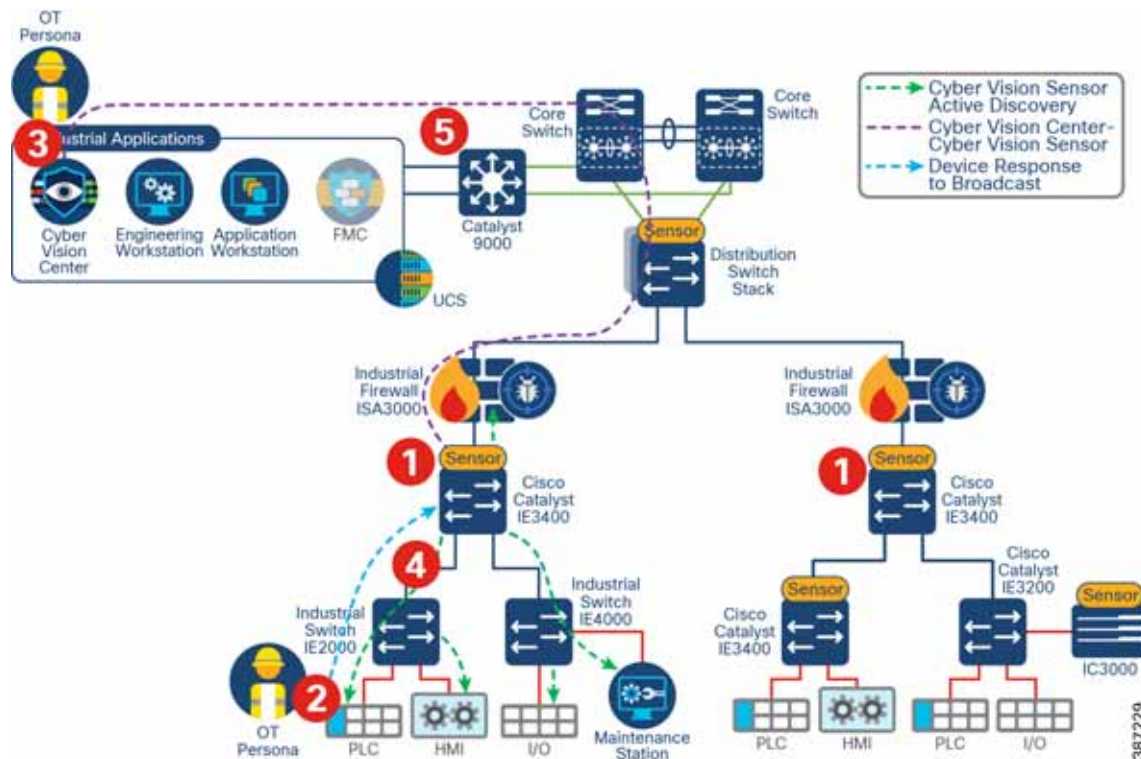 OT
Persona
3
Industrial Applications
Cyber
Vision
Center
Engineering
Workstation
Application
Workstation
FMC
UCS
5
Catalyst
9000
Core
Switch
Core
Switch
Cyber Vision Sensor
Active Discovery
Cyber Vision Center-
Cyber Vision Sensor
Device Response
to Broadcast
Sensor
Distribution
Switch
Stack
Industrial
Firewall
ISA3000
Industrial
Firewall
ISA3000
1
Sensor
Cisco
Catalyst
IE3400
1
Sensor
Cisco
Catalyst
IE3400
4
Industrial
Switch
IE2000
Industrial
Switch
IE4000
Sensor
Cisco
Catalyst
IE3400
Cisco
Catalyst
IE3200
Sensor
IC3000
2
OT
Persona
PLC
HMI
I/O
Maintenance
Station
PLC
HMI
PLC
I/O
387229